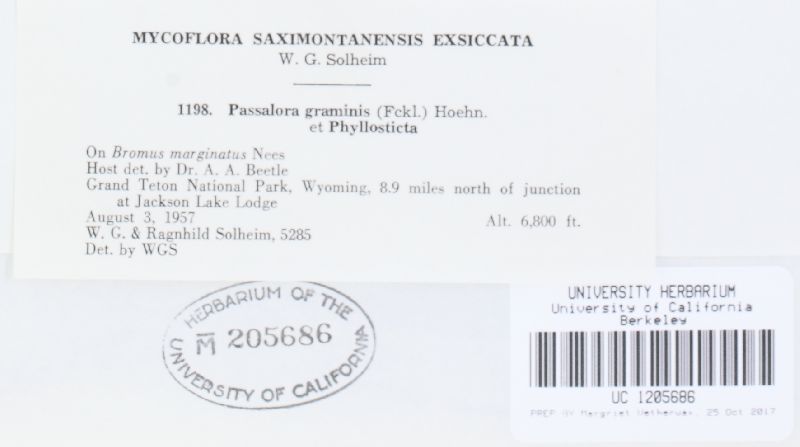 MYCOFLORA SAXIMONTANENSIS EXSICCATA
W. G. Solheim
1198. Passalora graminis (Fckl.) Hoehn.
et Phyllosticta
On Bromus marginatus Nees
Host det. by Dr. A. A. Beetle
Grand Teton National Park, Wyoming, 8.9 miles north of junction
at Jackson Lake Lodge
August 3, 1957 Alt. 6,800 ft.
W. G. & Ragnhild Solheim, 5285
Det. by WGS
HERBARIUM OF THE
M 205686
UNIVERSITY OF CALIFORNIA
UNIVERSITY HERBARIUM
University of California
Berkeley
UC 1205686
PREP BY Margriet Wetherwax, 25 Oct 2017